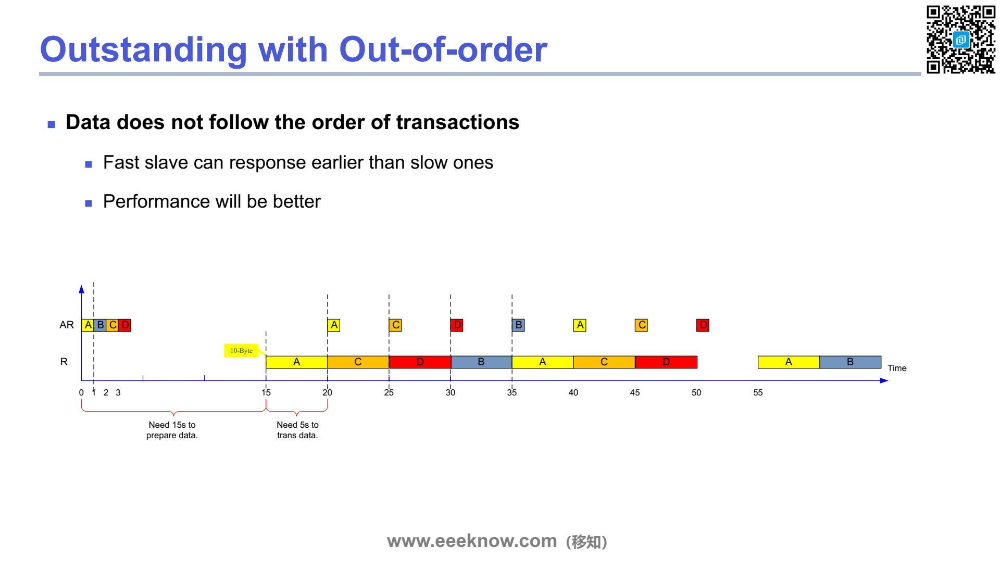 Outstanding with Out-of-order
Data does not follow the order of transactions
Fast slave can response earlier than slow ones
Performance will be better
AR A B C D A C D B A C D
10-Byte
R A C D B A C D A B
Time
0 1 2 3 15 20 25 30 35 40 45 50 55
Need 15s to
prepare data.
Need 5s to
trans data.
www.eeeknow.com (移知)